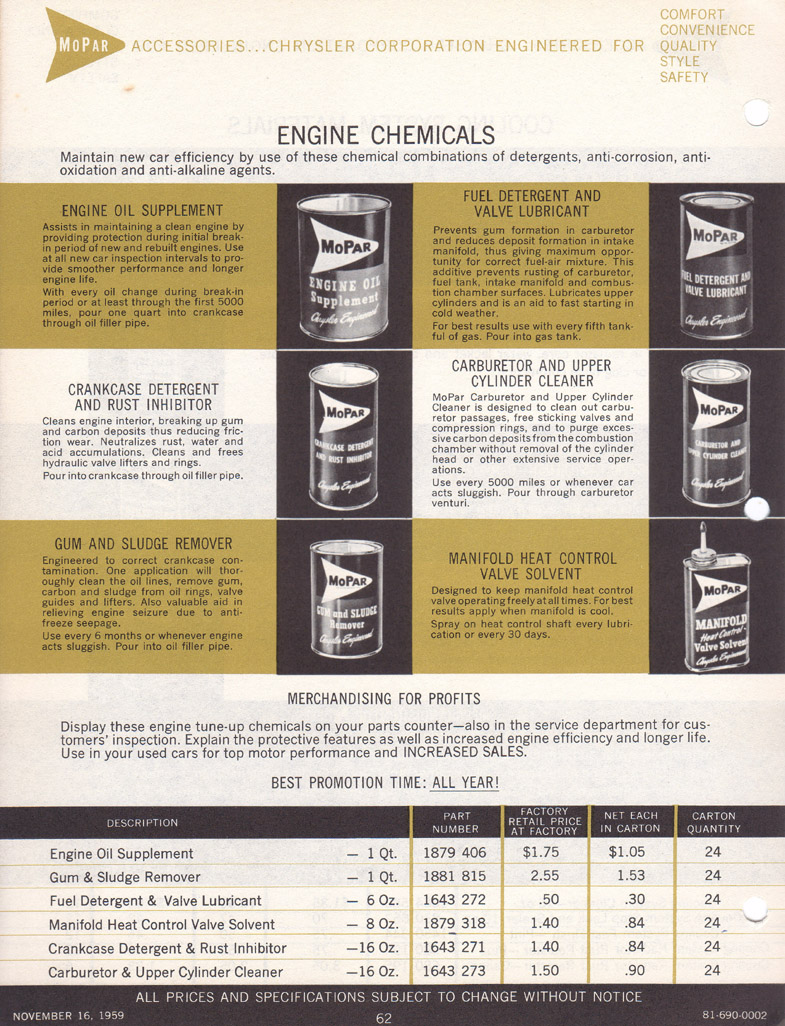 MOPAR ACCESSORIES...CHRYSLER CORPORATION ENGINEERED FOR
COMFORT
CONVENIENCE
QUALITY
STYLE
SAFETY
ENGINE CHEMICALS
Maintain new car efficiency by use of these chemical combinations of detergents, anti-corrosion, anti-
oxidation and anti-alkaline agents.
ENGINE OIL SUPPLEMENT
Assists in maintaining a clean engine by
providing protection during initial break-
in period of new and rebuilt engines. Use
at all new car inspection intervals to pro-
vide smoother performance and longer
engine life.
With every oil change during break-in
period or at least through the first 5000
miles, pour one quart into crankcase
through oil filler pipe.
MOPAR
ENGINE OIL
Supplement
Chrysler Engineered
FUEL DETERGENT AND
VALVE LUBRICANT
Prevents gum formation in carburetor
and reduces deposit formation in intake
manifold, thus giving maximum oppor-
tunity for correct fuel-air mixture. This
additive prevents rusting of carburetor,
fuel tank, intake manifold and combus-
tion chamber surfaces. Lubricates upper
cylinders and is an aid to fast starting in
cold weather.
For best results use with every fifth tank-
ful of gas. Pour into gas tank.
MOPAR
FUEL DETERGENT AND
VALVE LUBRICANT
Chrysler Engineered
CRANKCASE DETERGENT
AND RUST INHIBITOR
Cleans engine interior, breaking up gum
and carbon deposits thus reducing fric-
tion wear. Neutralizes rust, water and
acid accumulations. Cleans and frees
hydraulic valve lifters and rings.
Pour into crankcase through oil filler pipe.
MOPAR
CRANKCASE DETERGENT
AND RUST INHIBITOR
Chrysler Engineered
CARBURETOR AND UPPER
CYLINDER CLEANER
MoPar Carburetor and Upper Cylinder
Cleaner is designed to clean out carbu-
retor passages, free sticking valves and
compression rings, and to purge exces-
sive carbon deposits from the combustion
chamber without removal of the cylinder
head or other extensive service oper-
ations.
Use every 5000 miles or whenever car
acts sluggish. Pour through carburetor
venturi.
MOPAR
CARBURETOR AND
UPPER CYLINDER CLEANER
Chrysler Engineered
GUM AND SLUDGE REMOVER
Engineered to correct crankcase con-
tamination. One application will thor-
oughly clean the oil lines, remove gum,
carbon and sludge from oil rings, valve
guides and lifters. Also valuable aid in
relieving engine seizure due to anti-
freeze seepage.
Use every 6 months or whenever engine
acts sluggish. Pour into oil filler pipe.
MOPAR
GUM and SLUDGE
Remover
Chrysler Engineered
MANIFOLD HEAT CONTROL
VALVE SOLVENT
Designed to keep manifold heat control
valve operating freely at all times. For best
results apply when manifold is cool.
Spray on heat control shaft every lubri-
cation or every 30 days.
MOPAR
MANIFOLD
Heat Control
Valve Solvent
Chrysler Engineered
MERCHANDISING FOR PROFITS
Display these engine tune-up chemicals on your parts counter—also in the service department for cus-
tomers' inspection. Explain the protective features as well as increased engine efficiency and longer life.
Use in your used cars for top motor performance and INCREASED SALES.
BEST PROMOTION TIME: ALL YEAR!
DESCRIPTION PART NUMBER FACTORY RETAIL PRICE AT FACTORY NET EACH IN CARTON CARTON QUANTITY
Engine Oil Supplement — 1 Qt. 1879 406 $1.75 $1.05 24
Gum & Sludge Remover — 1 Qt. 1881 815 2.55 1.53 24
Fuel Detergent & Valve Lubricant — 6 Oz. 1643 272 .50 .30 24
Manifold Heat Control Valve Solvent — 8 Oz. 1879 318 1.40 .84 24
Crankcase Detergent & Rust Inhibitor —16 Oz. 1643 271 1.40 .84 24
Carburetor & Upper Cylinder Cleaner —16 Oz. 1643 273 1.50 .90 24
ALL PRICES AND SPECIFICATIONS SUBJECT TO CHANGE WITHOUT NOTICE
NOVEMBER 16, 1959 62 81-690-0002